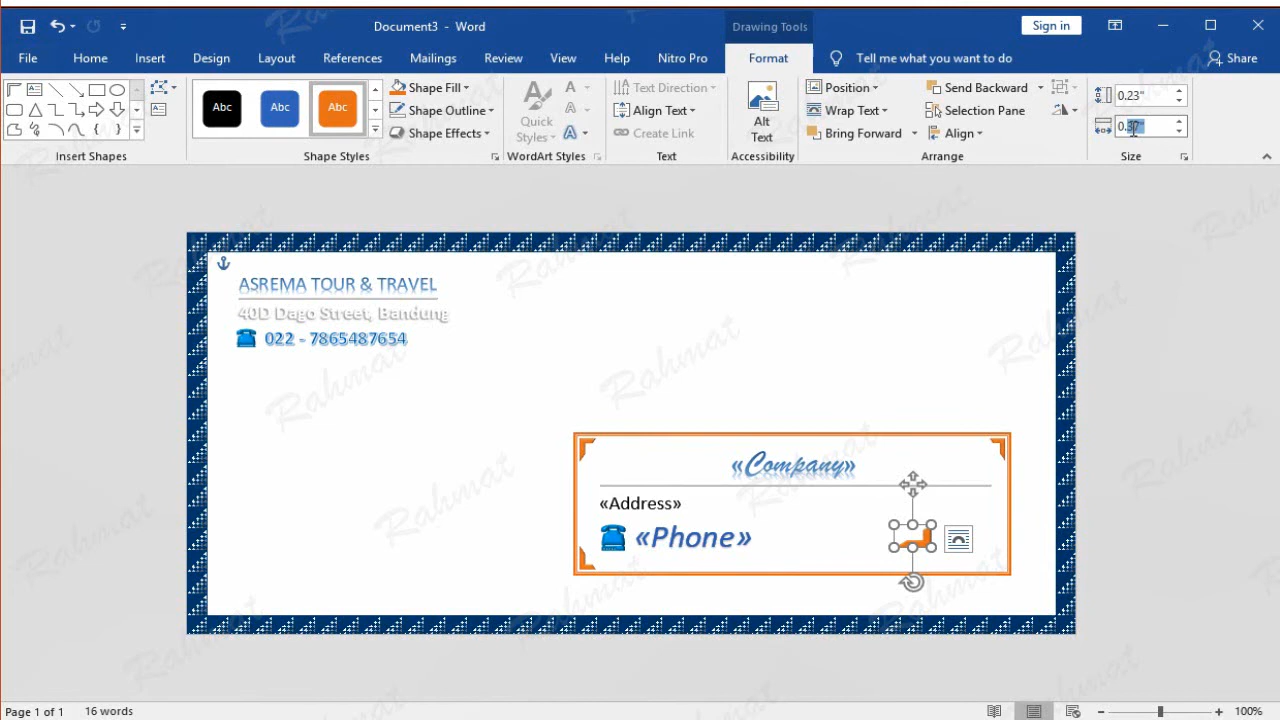 Document3 - Word
Drawing Tools
Sign in
File
Home
Insert
Design
Layout
References
Mailings
Review
View
Help
Nitro Pro
Format
Tell me what you want to do
Share
Abc
Abc
Abc
Shape Fill
Shape Outline
Shape Effects
Quick
Styles
Text Direction
Align Text
Create Link
Alt
Text
Position
Wrap Text
Bring Forward
Send Backward
Selection Pane
Align
0.23"
Insert Shapes
Shape Styles
WordArt Styles
Text
Accessibility
Arrange
Size
ASREMA TOUR & TRAVEL
40D Dago Street, Bandung
022 - 7865487654
«Company»
«Address»
«Phone»
Rahmat
Page 1 of 1
16 words
100%